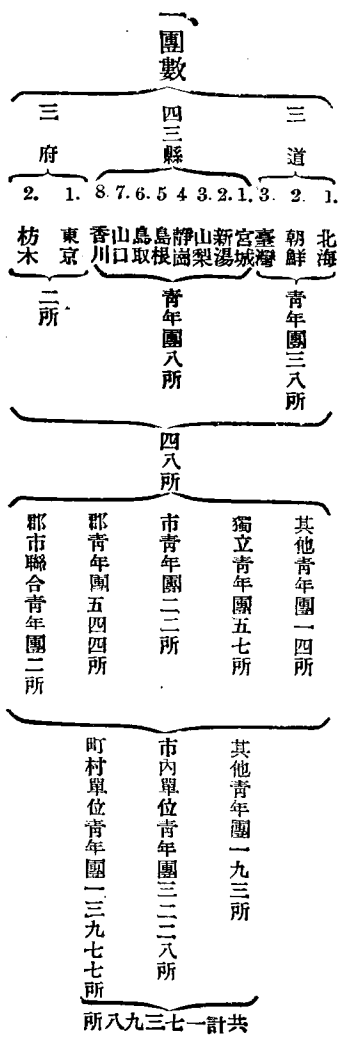 一、團數
三道
1. 北海
2. 朝鮮
3. 臺灣
青年團三八所
四三縣
1. 宮城
2. 新湯
3. 山梨
4 靜崗
5 島根
6. 鳥取
7. 山口
8. 香川
青年團八所
三府
1. 東京
2. 枋木
二所
四八所
其他青年團一四所
獨立青年團五七所
市青年團二二所
郡青年團五四四所
郡市聯合青年團二所
其他青年團一九三所
市內單位青年團三二二八所
町村單位青年團一三九七七所
共計一七三九八所